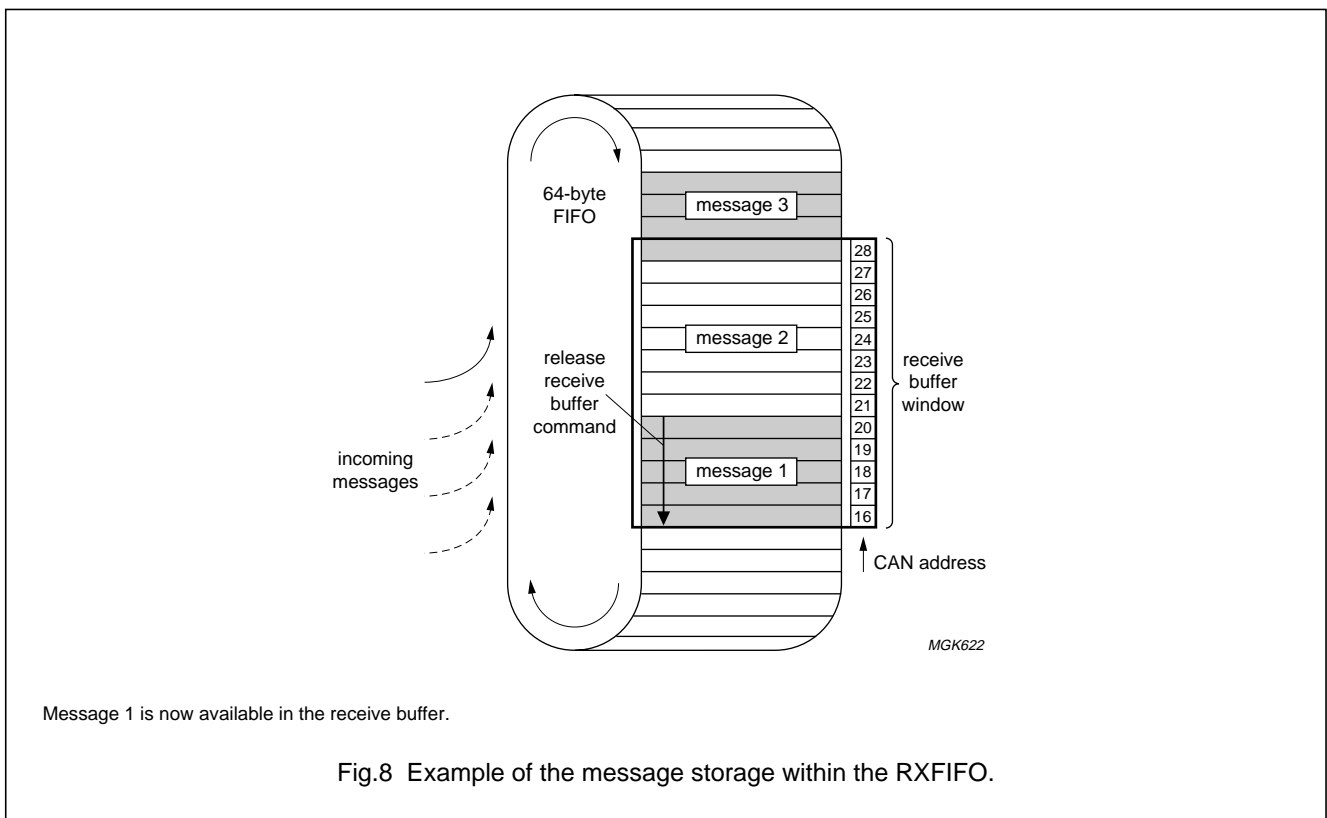 64-byte
FIFO
message 3
28
27
26
25
message 2
24
23
22
21
release
receive
buffer
command
receive
buffer
window
20
19
message 1
18
17
16
incoming
messages
CAN address
MGK622
Message 1 is now available in the receive buffer.
Fig.8 Example of the message storage within the RXFIFO.